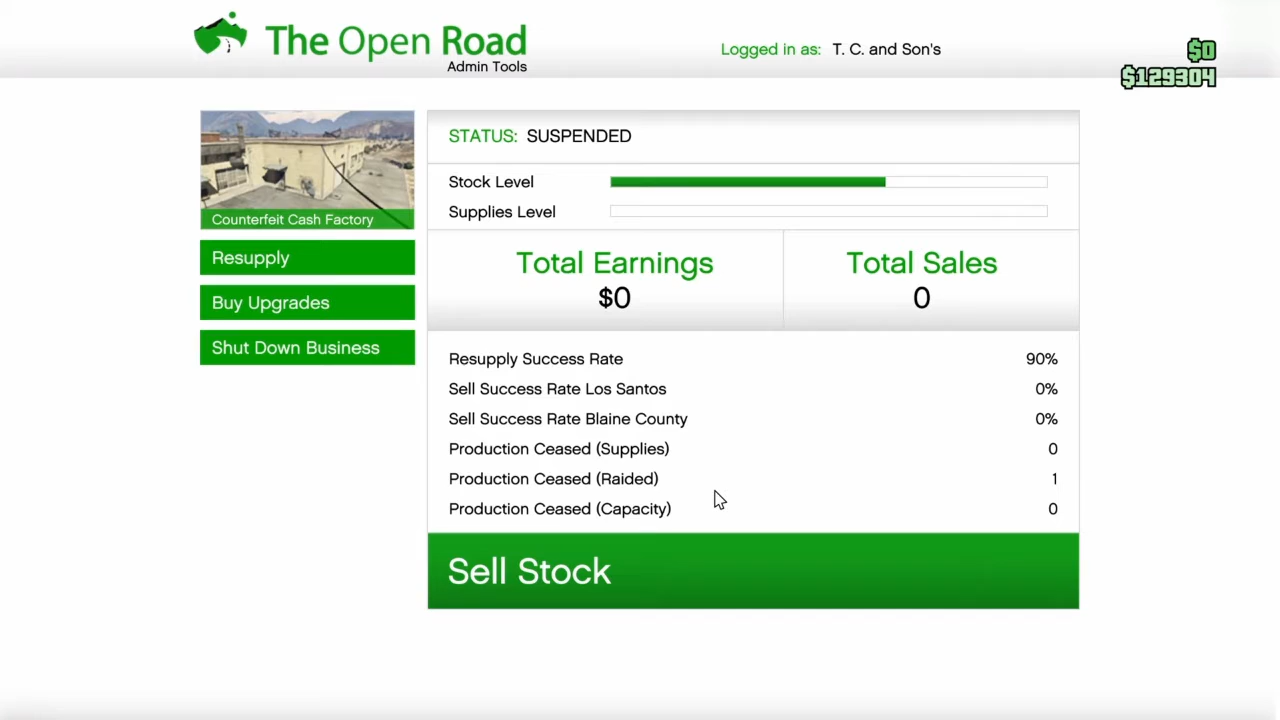 The Open Road
Admin Tools
Logged in as: T. C. and Son's
$0
$129304
Counterfeit Cash Factory
Resupply
Buy Upgrades
Shut Down Business
STATUS: SUSPENDED
Stock Level
Supplies Level
Total Earnings
$0
Total Sales
0
Resupply Success Rate 90%
Sell Success Rate Los Santos 0%
Sell Success Rate Blaine County 0%
Production Ceased (Supplies) 0
Production Ceased (Raided) 1
Production Ceased (Capacity) 0
Sell Stock